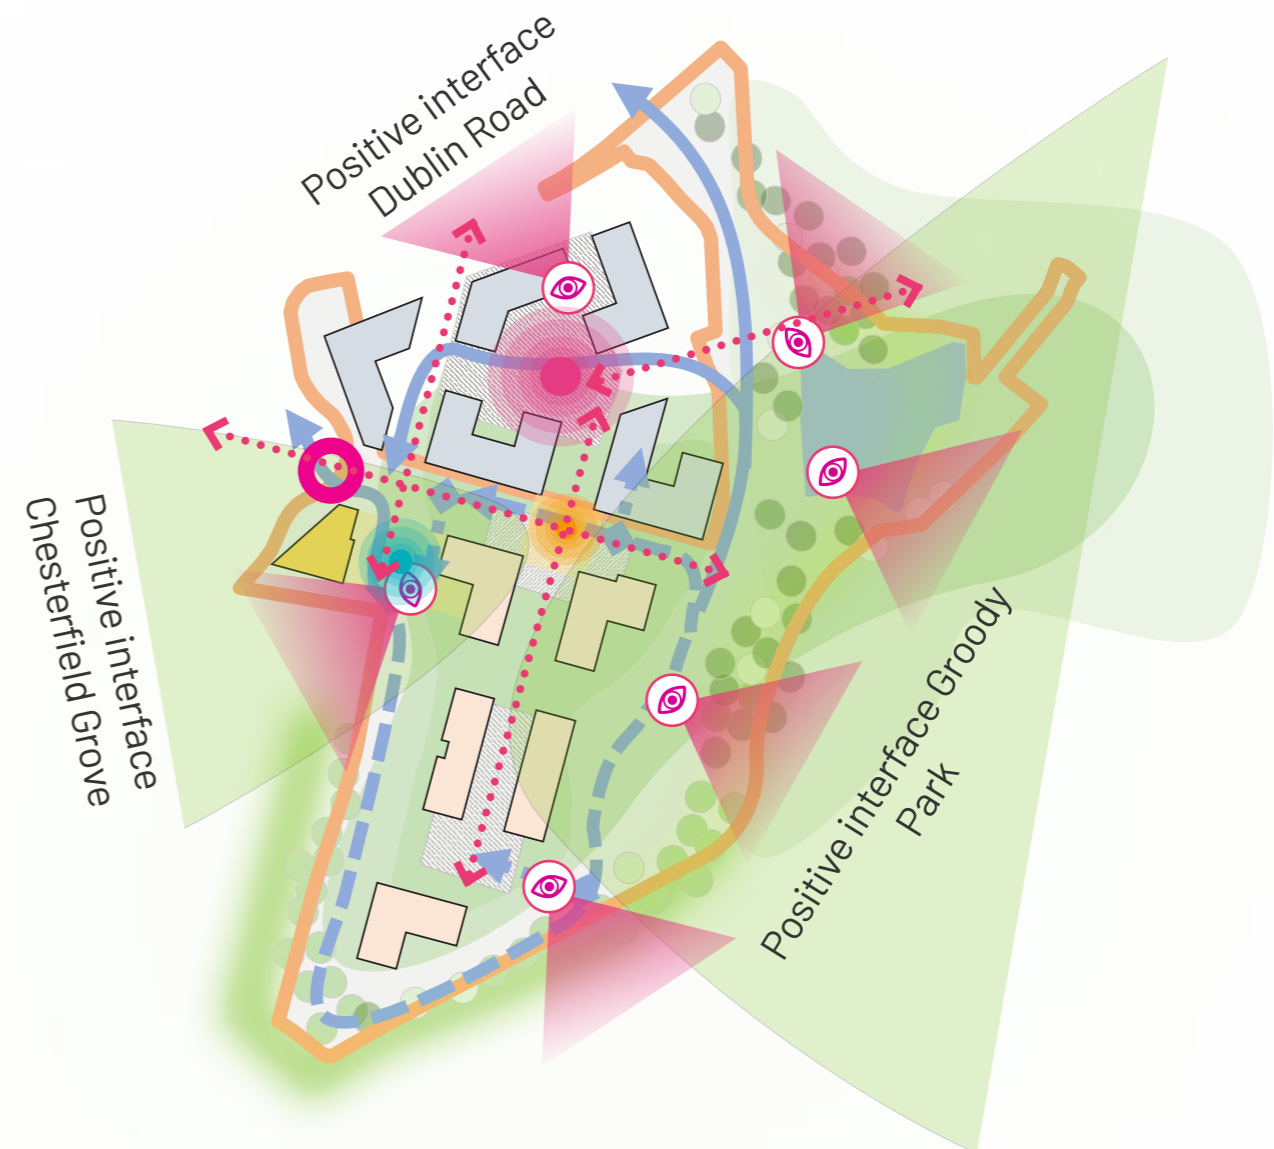 Positive interface
Dublin Road
Positive interface
Chesterfield Grove
Positive interface Groody
Park